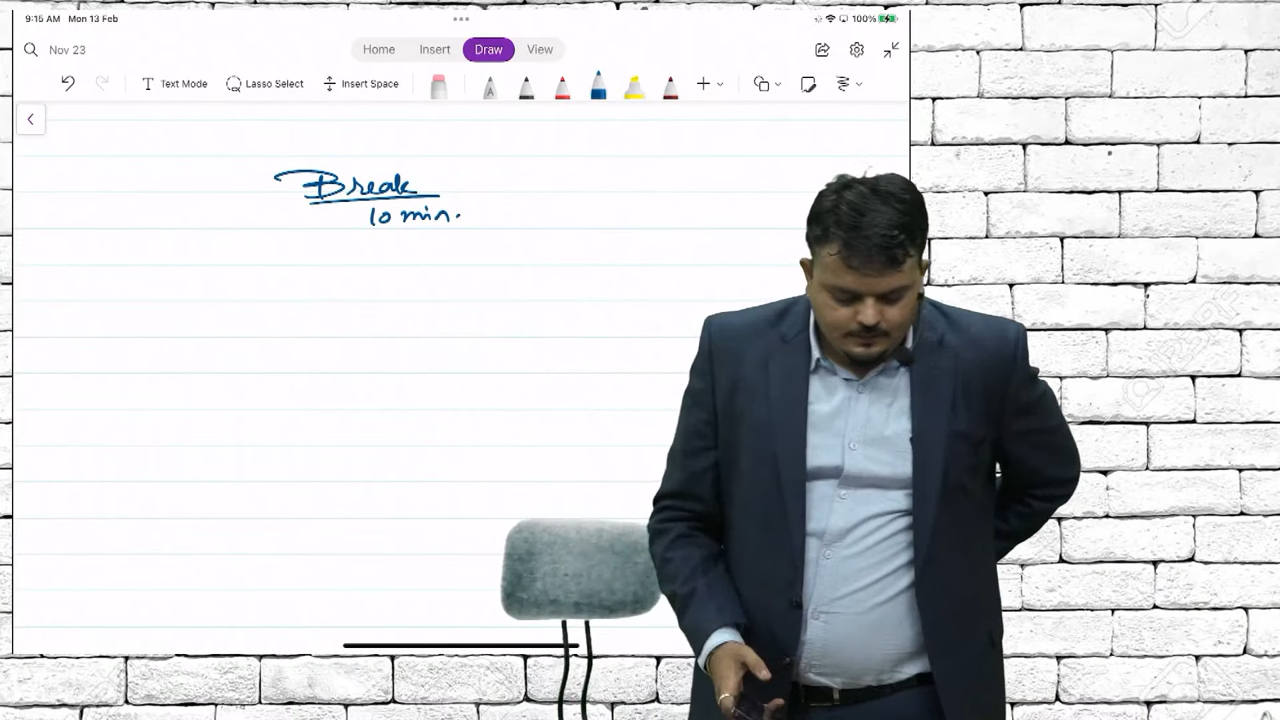 9:15 AM Mon 13 Feb
100%
Nov 23
Home Insert Draw View
Text Mode Lasso Select Insert Space
Break
10 min.